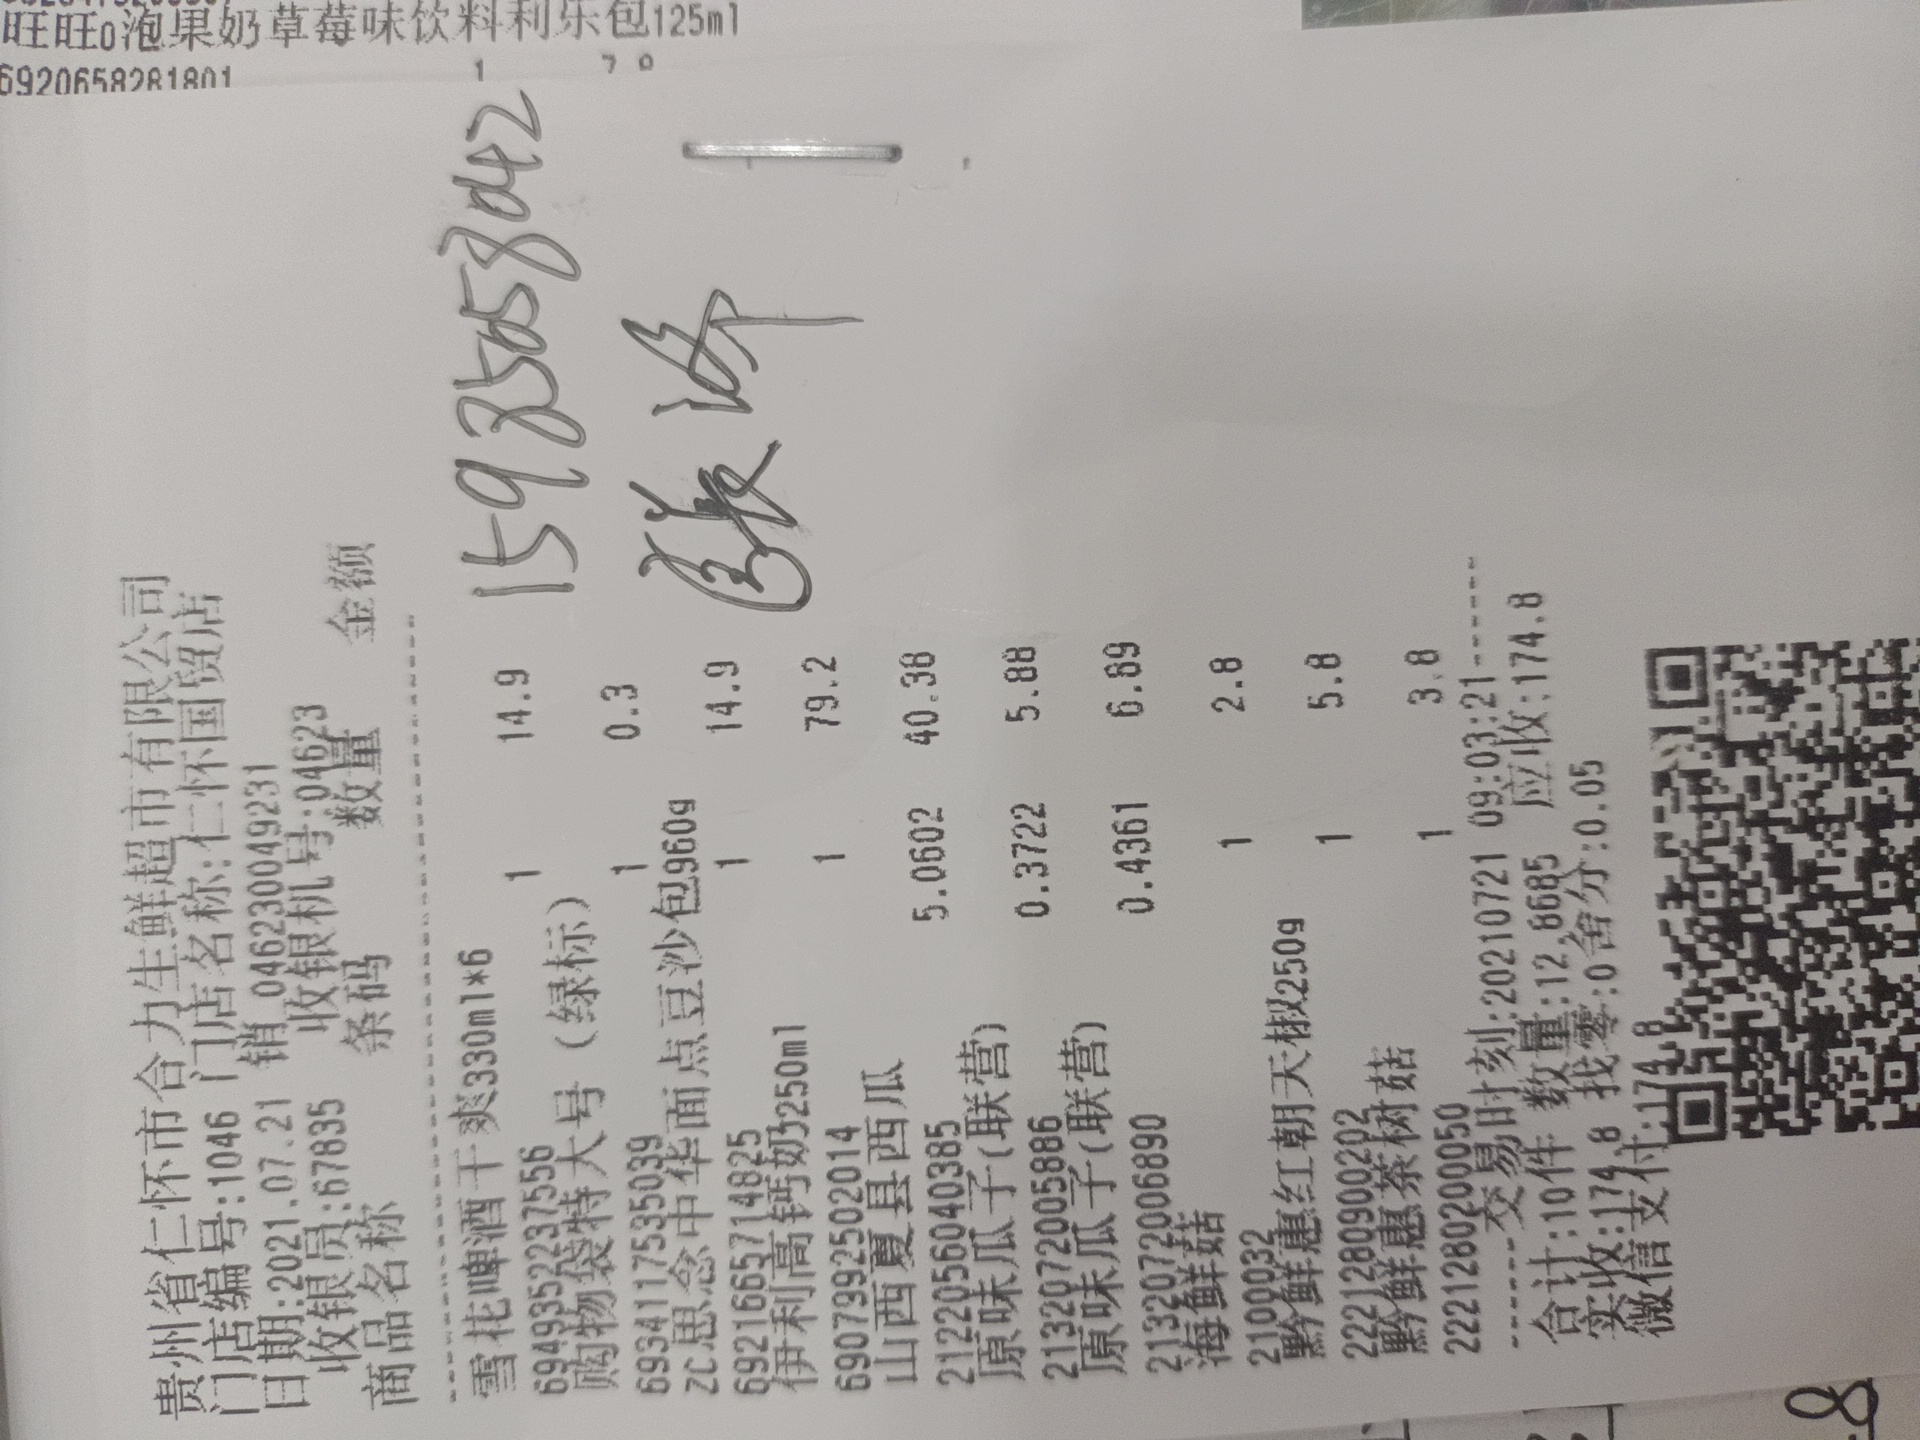 旺旺O泡果奶草莓味饮料利乐包125ml
6920658281801
贵州省仁怀市合力生鲜超市有限公司
门店编号:1046 门店名称:仁怀国贸店
日期:2021.07.21 销 046230049231
收银员:67835 收银机号:04623
商品名称 条码 数量 金额
雪花啤酒干爽330ml*6
6949352237556 1 14.9
购物袋特大号（绿标）
6934117535039 1 0.3
ZC思念中华面点豆沙包960g
6921665714825 1 14.9
伊利高钙奶250ml
6907992502014 1 79.2
山西夏县西瓜
2122056040385 5.0602 40.38
原味瓜子(联营)
2132072005886 0.3722 5.88
原味瓜子(联营)
2132072006890 0.4361 6.89
海鲜菇
2100032 1 2.8
黔鲜惠红朝天椒250g
2221280900202 1 5.8
黔鲜惠茶树菇
2221280200050 1 3.8
------交易时刻:20210721 09:03:21------
合计:10件 数量:12.8685 应收:174.8
实收:174.8 找零:0舍分:0.05
微信支付:174.8